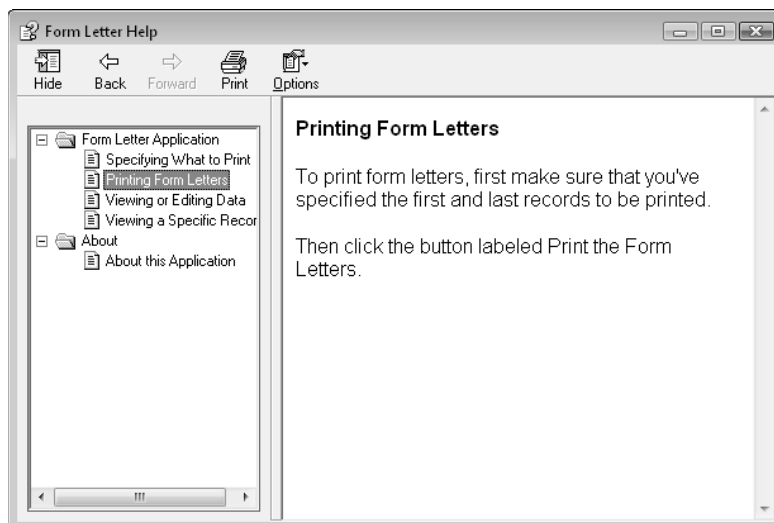 Form Letter Help
Hide Back Forward Print Options
Form Letter Application
Specifying What to Print
Printing Form Letters
Viewing or Editing Data
Viewing a Specific Recor
About
About this Application
Printing Form Letters
To print form letters, first make sure that you've
specified the first and last records to be printed.
Then click the button labeled Print the Form
Letters.